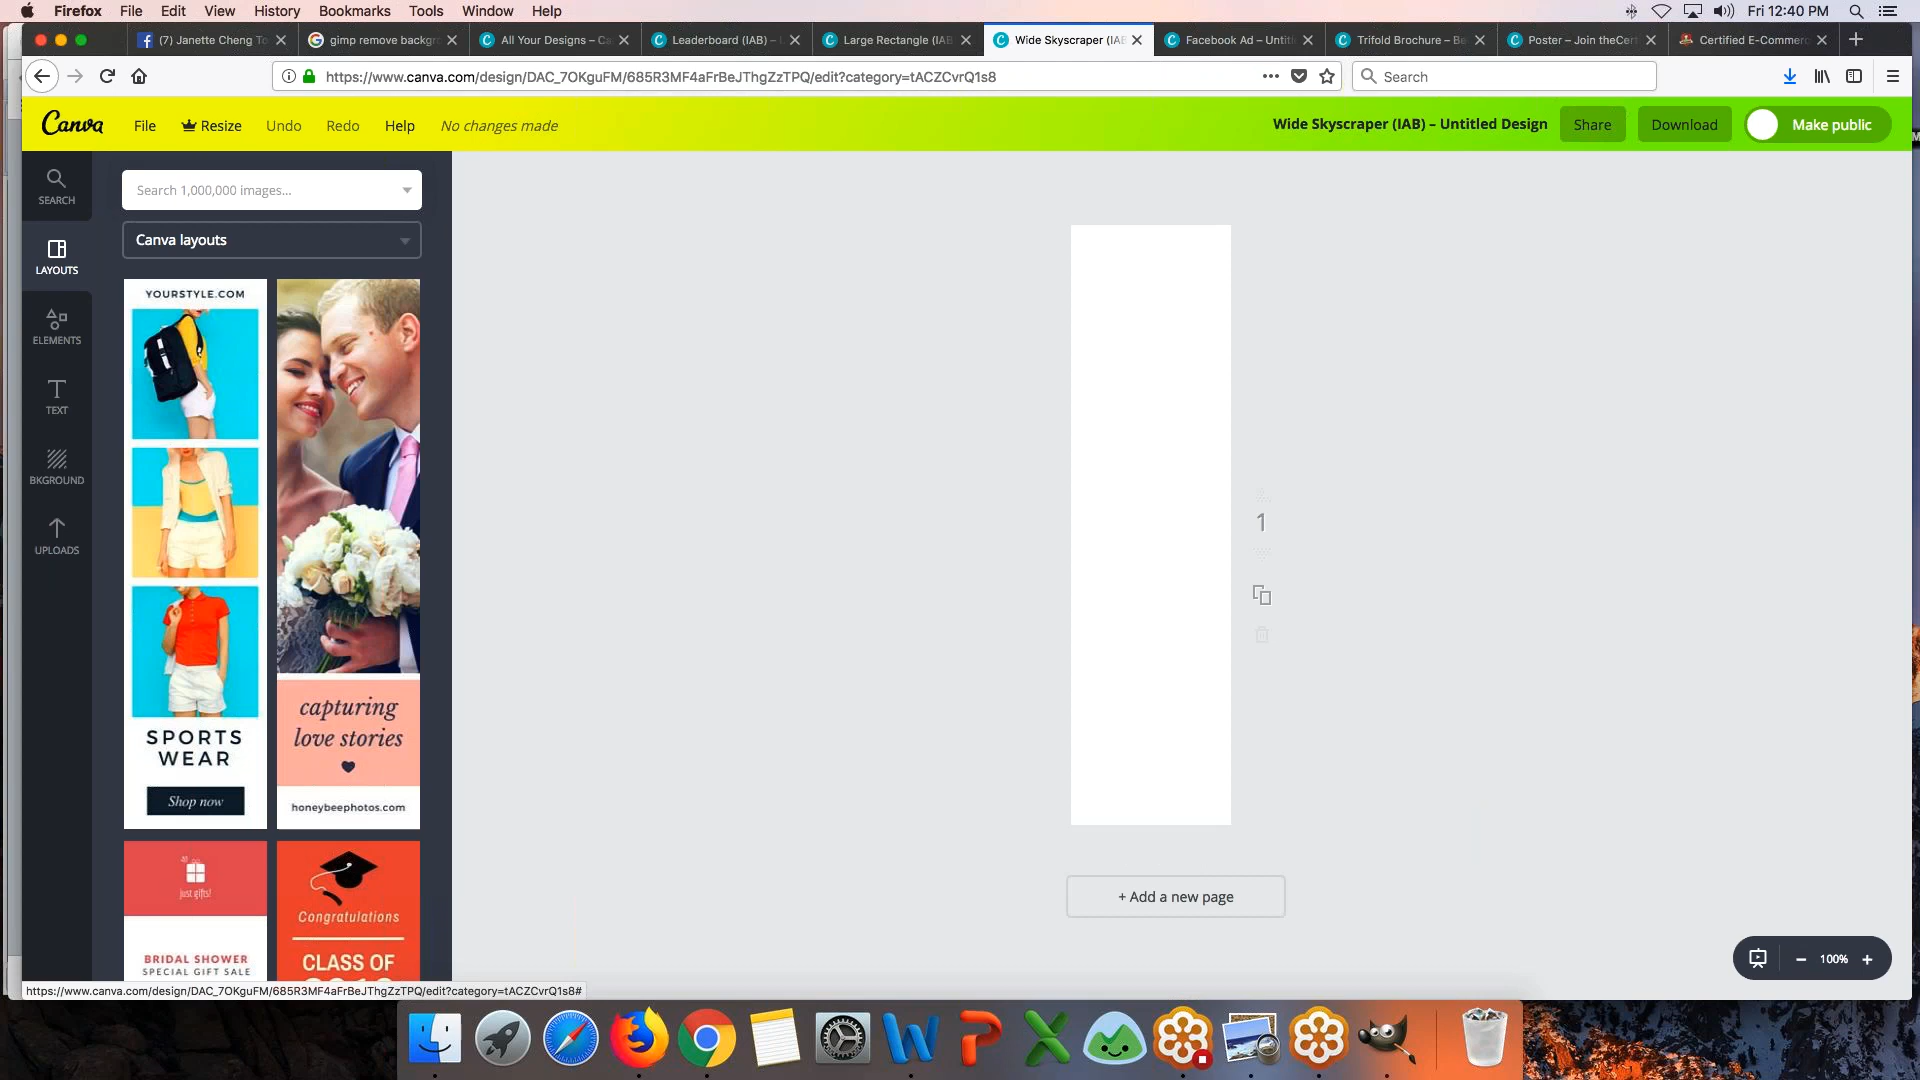 Firefox File Edit View History Bookmarks Tools Window Help Fri 12:40 PM
(7) Janette Cheng To gimp remove backgr All Your Designs – Ca Leaderboard (IAB) – Large Rectangle (IAB Wide Skyscraper (IAB Facebook Ad – Untitl Trifold Brochure – Be Poster – Join theCert Certified E-Commerc
https://www.canva.com/design/DAC_7OKguFM/685R3MF4aFrBeJThgZzTPQ/edit?category=tACZCvrQ1s8 Search
Canva File Resize Undo Redo Help No changes made Wide Skyscraper (IAB) – Untitled Design Share Download Make public
SEARCH
LAYOUTS
ELEMENTS
TEXT
BKGROUND
UPLOADS
Search 1,000,000 images...
Canva layouts
YOURSTYLE.COM
SPORTS
WEAR
Shop now
capturing
love stories
honeybeephotos.com
just gifts!
BRIDAL SHOWER
SPECIAL GIFT SALE
Congratulations
CLASS OF
1
+ Add a new page
100%
https://www.canva.com/design/DAC_7OKguFM/685R3MF4aFrBeJThgZzTPQ/edit?category=tACZCvrQ1s8#